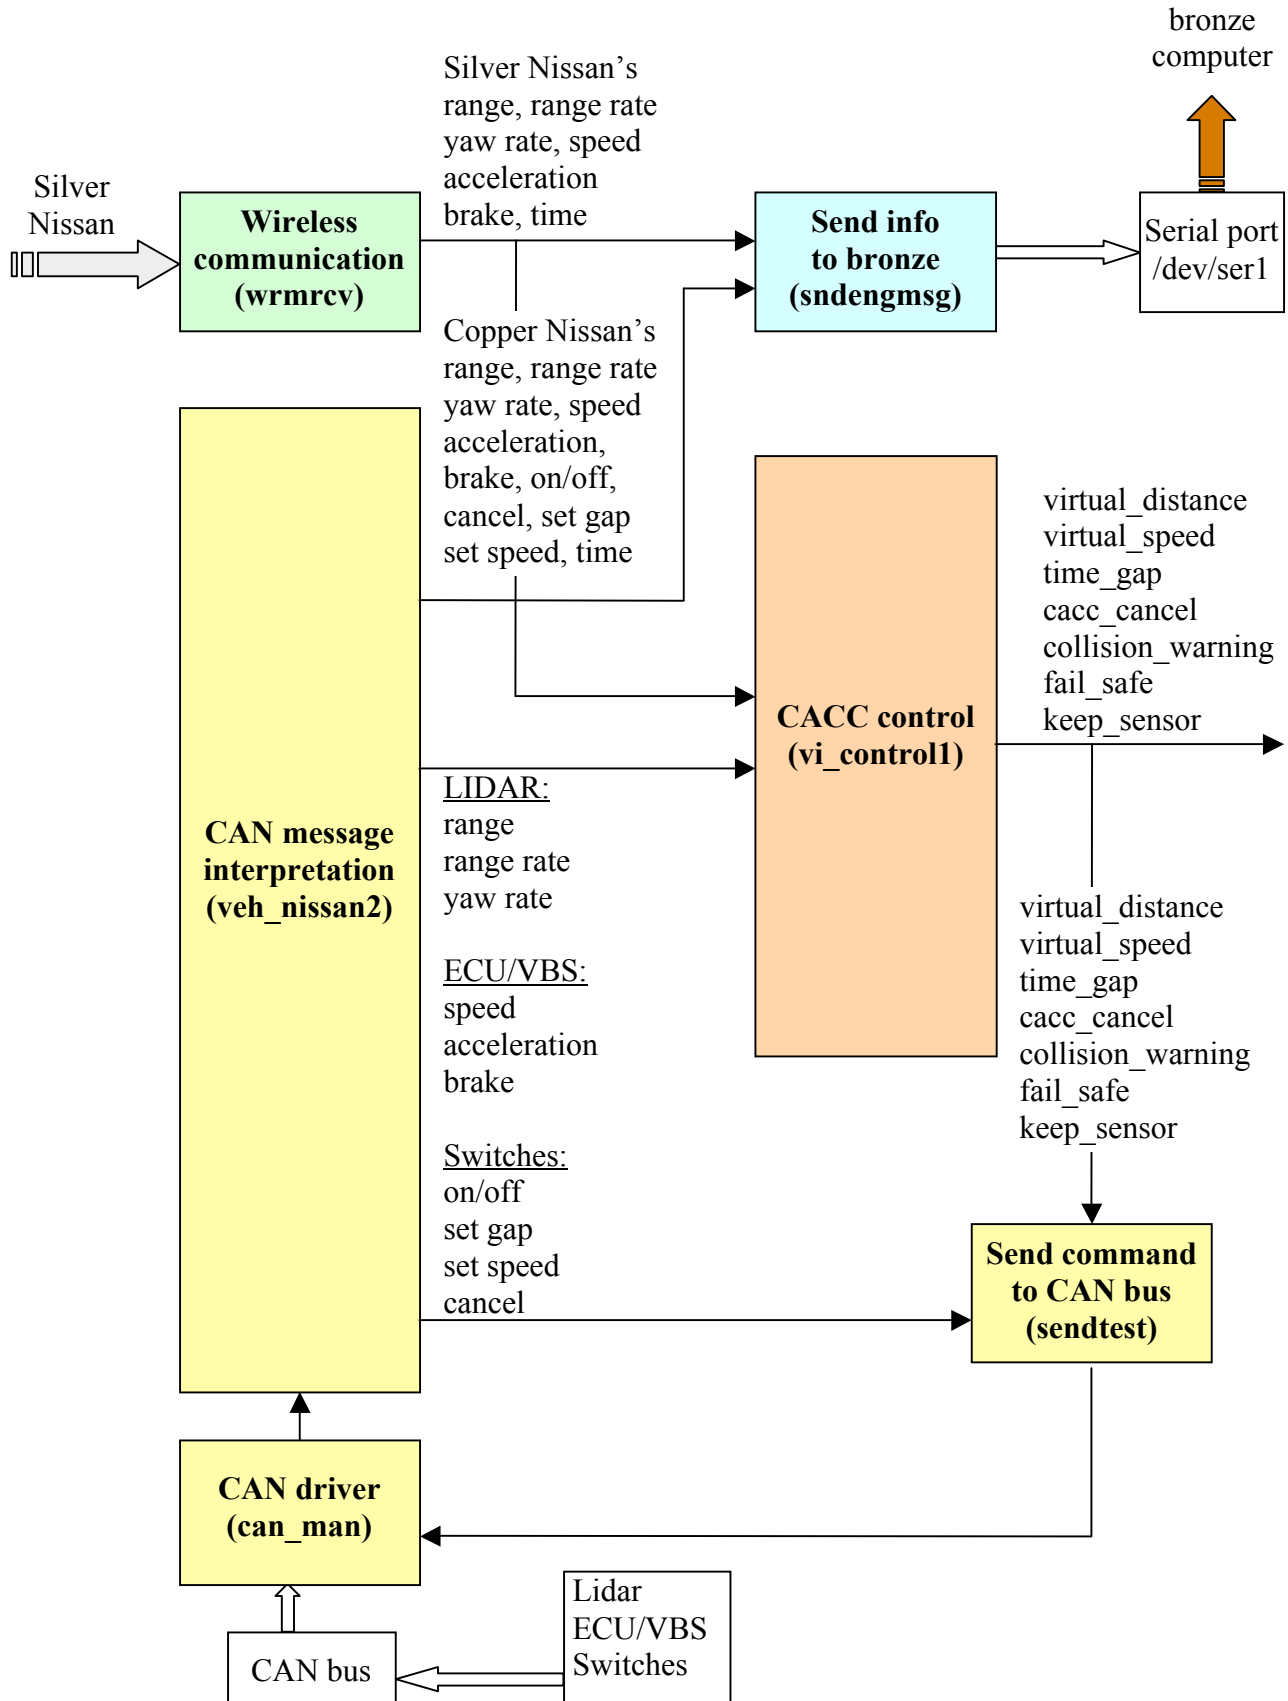 bronze
computer
Silver Nissan’s
range, range rate
yaw rate, speed
acceleration
brake, time
Silver
Nissan
Wireless
communication
(wrmrcv)
Send info
to bronze
(sndengmsg)
Serial port
/dev/ser1
Copper Nissan’s
range, range rate
yaw rate, speed
acceleration,
brake, on/off,
cancel, set gap
set speed, time
virtual_distance
virtual_speed
time_gap
cacc_cancel
collision_warning
fail_safe
keep_sensor
CACC control
(vi_control1)
CAN message
interpretation
(veh_nissan2)
LIDAR:
range
range rate
yaw rate
ECU/VBS:
speed
acceleration
brake
Switches:
on/off
set gap
set speed
cancel
virtual_distance
virtual_speed
time_gap
cacc_cancel
collision_warning
fail_safe
keep_sensor
Send command
to CAN bus
(sendtest)
CAN driver
(can_man)
CAN bus
Lidar
ECU/VBS
Switches